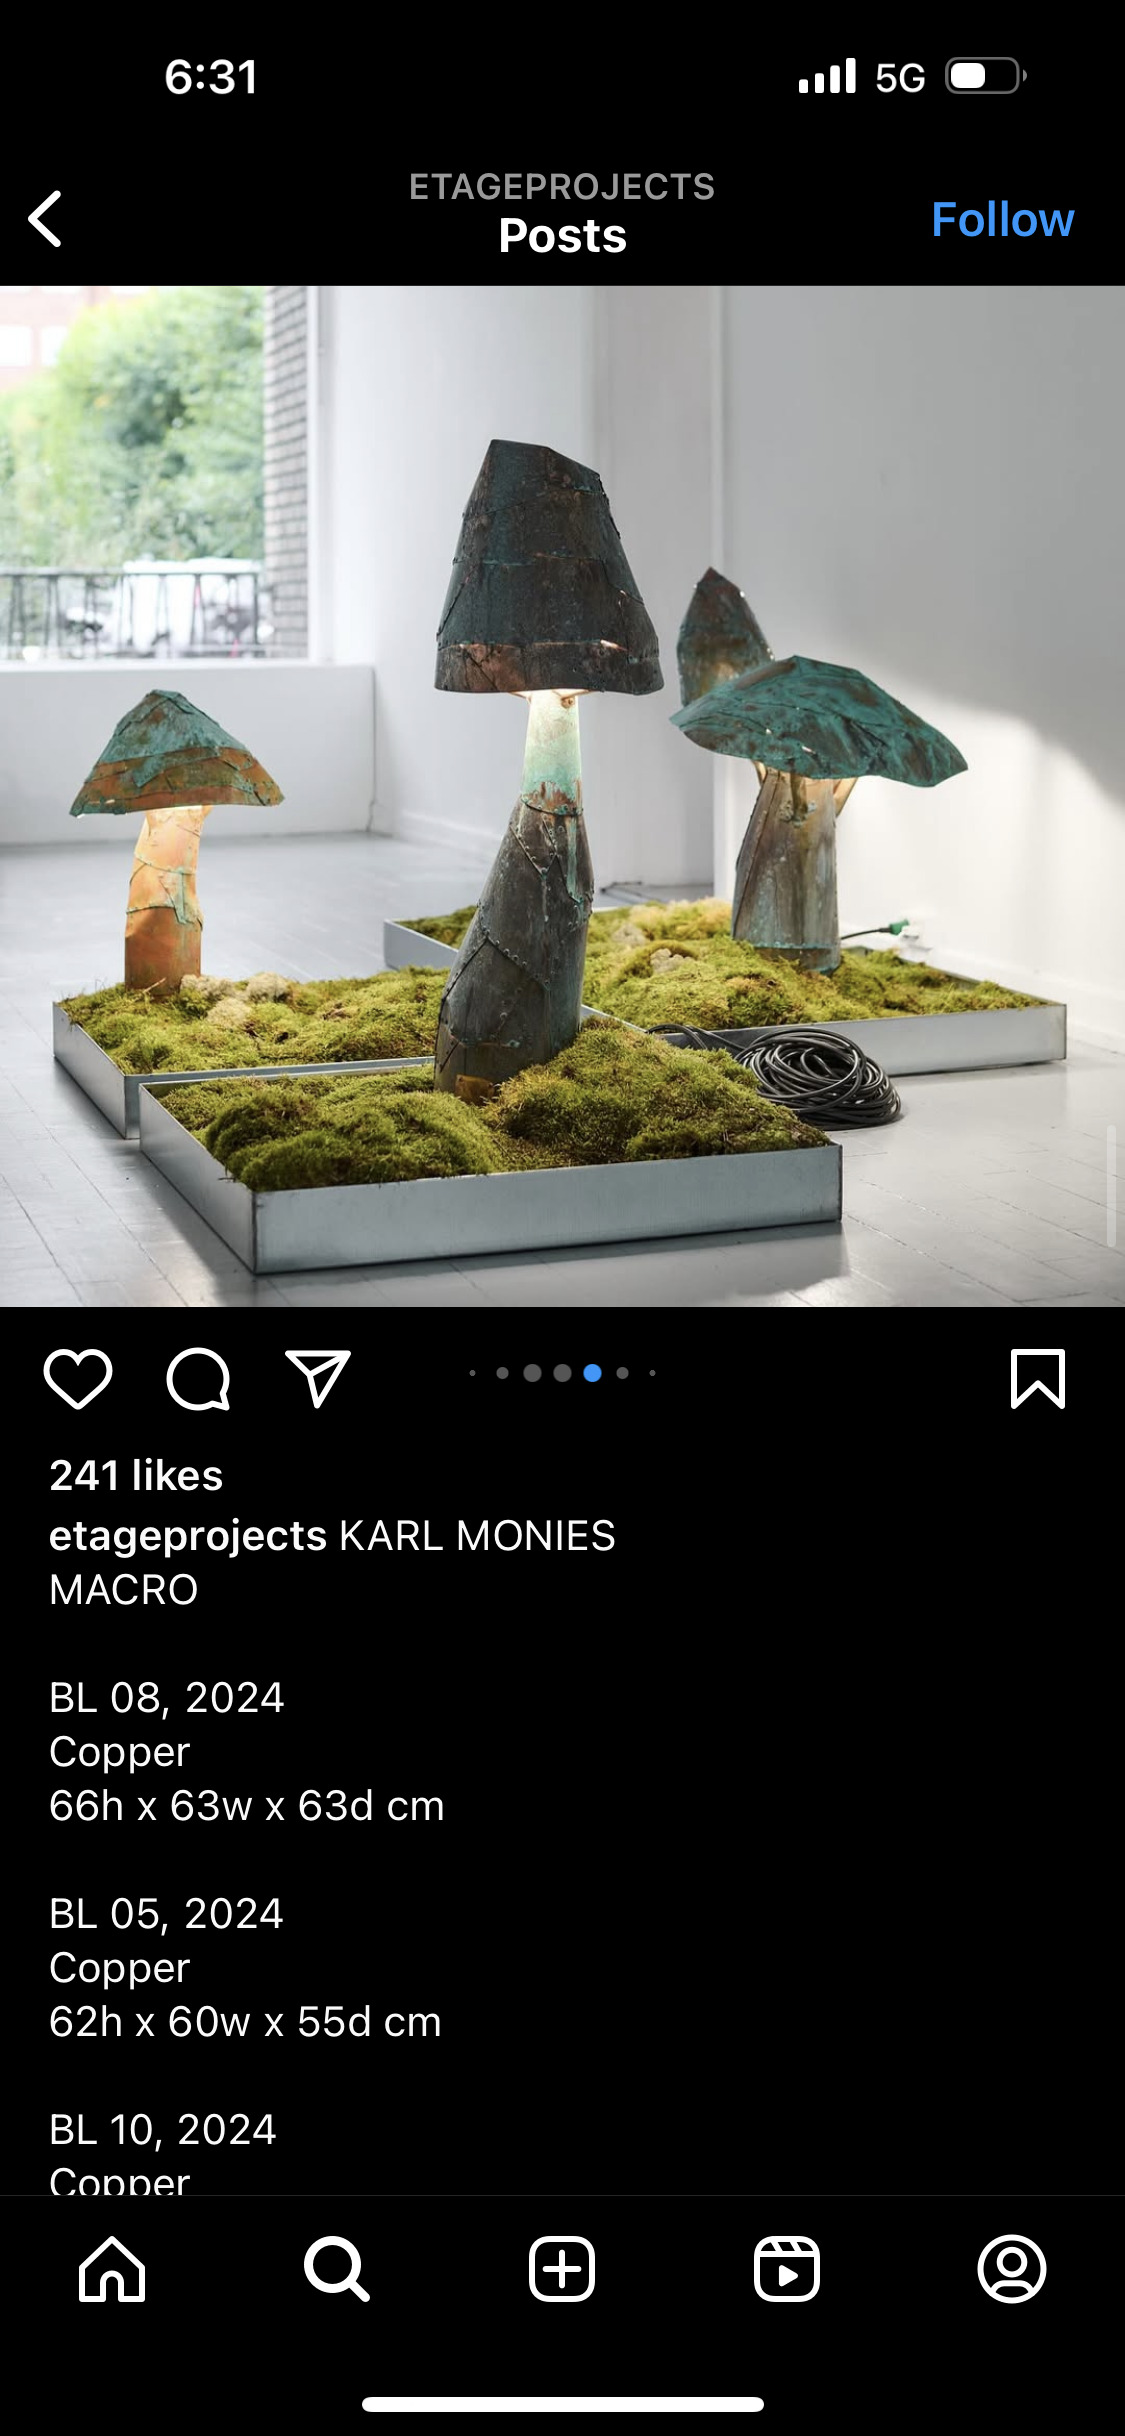 6:31
5G
ETAGEPROJECTS
Posts
Follow
241 likes
etageprojects KARL MONIES
MACRO
BL 08, 2024
Copper
66h x 63w x 63d cm
BL 05, 2024
Copper
62h x 60w x 55d cm
BL 10, 2024
Copper